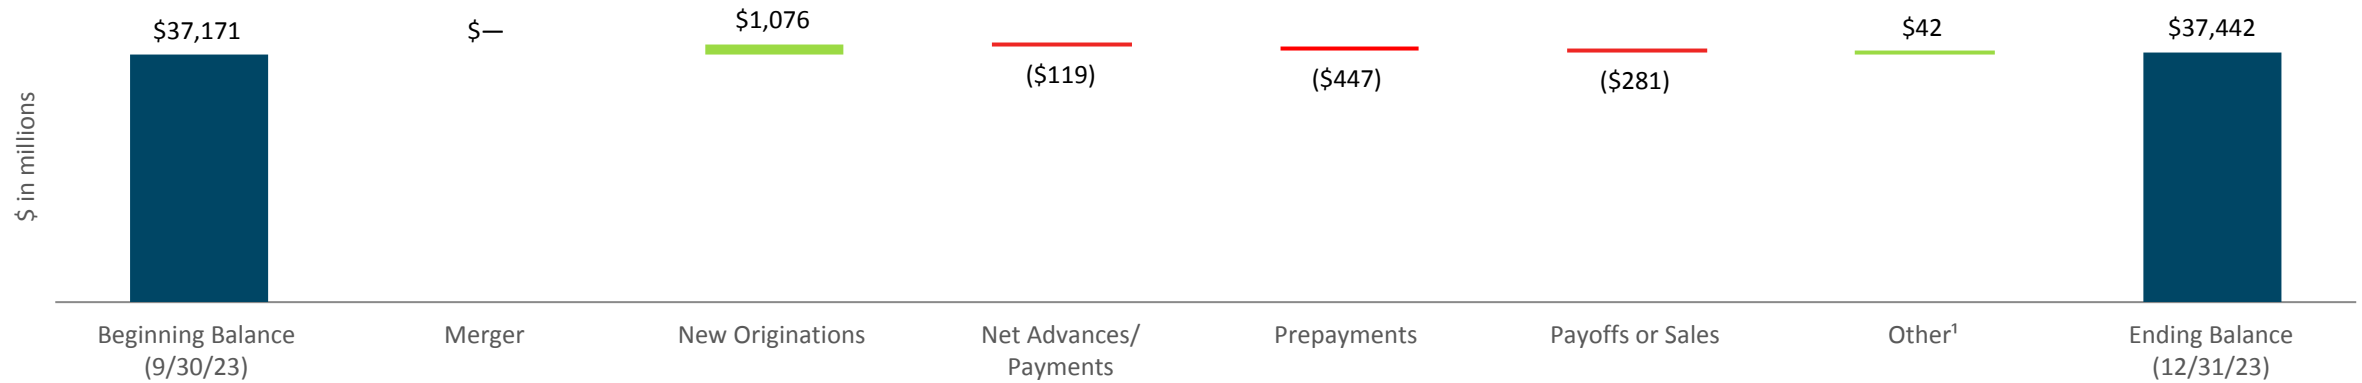 $ in millions
$37,171
$—
$1,076
($119)
($447)
($281)
$42
$37,442
Beginning Balance
(9/30/23)
Merger
New Originations
Net Advances/
Payments
Prepayments
Payoffs or Sales
Other¹
Ending Balance
(12/31/23)